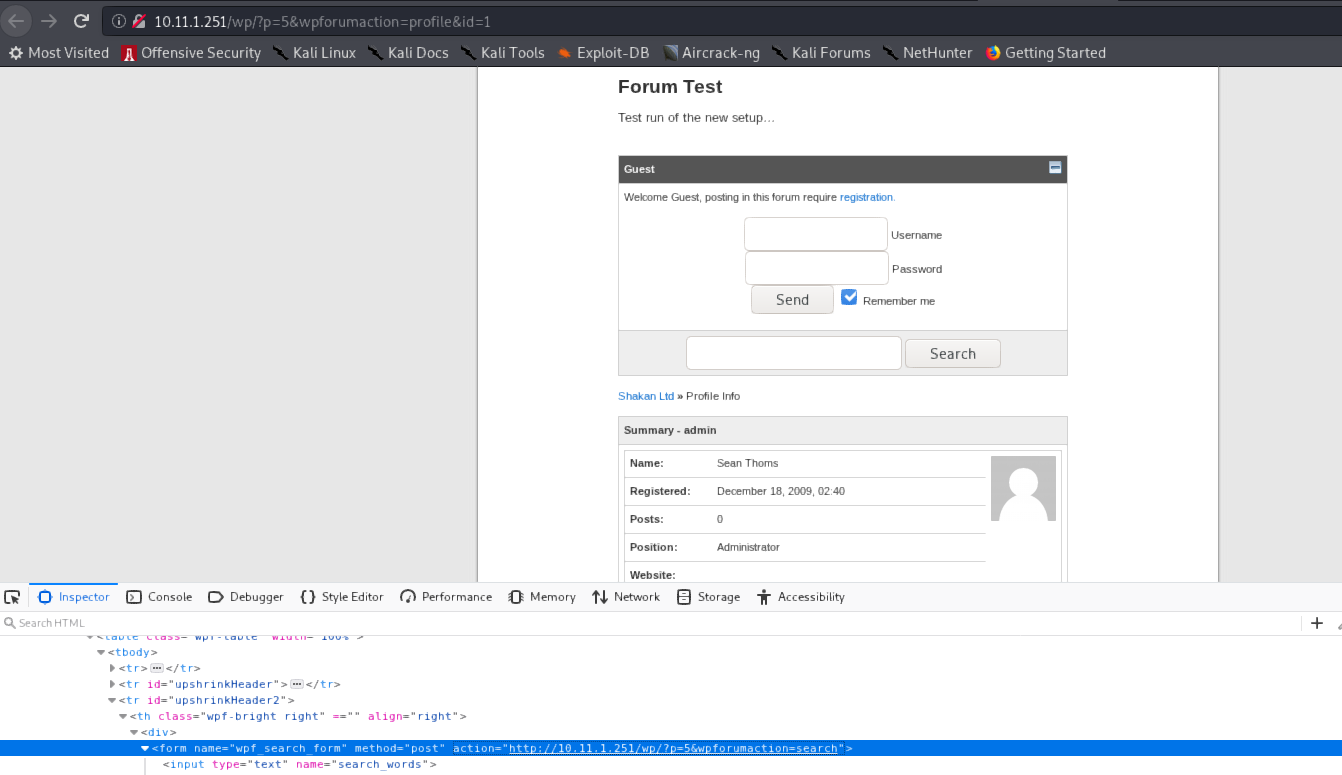 10.11.1.251/wp/?p=5&wpforumaction=profile&id=1
Most Visited Offensive Security Kali Linux Kali Docs Kali Tools Exploit-DB Aircrack-ng Kali Forums NetHunter Getting Started
Forum Test
Test run of the new setup…
Guest
Welcome Guest, posting in this forum require registration.
Username
Password
Send Remember me
Search
Shakan Ltd » Profile Info
Summary - admin
Name: Sean Thoms
Registered: December 18, 2009, 02:40
Posts: 0
Position: Administrator
Website:
Inspector Console Debugger {} Style Editor Performance Memory Network Storage Accessibility
Search HTML +
<table class="wpf-table" width="100%">
<tbody>
<tr>…</tr>
<tr id="upshrinkHeader">…</tr>
<tr id="upshrinkHeader2">
<th class="wpf-bright right" ="" align="right">
<div>
<form name="wpf_search_form" method="post" action="http://10.11.1.251/wp/?p=5&wpforumaction=search">
<input type="text" name="search_words">